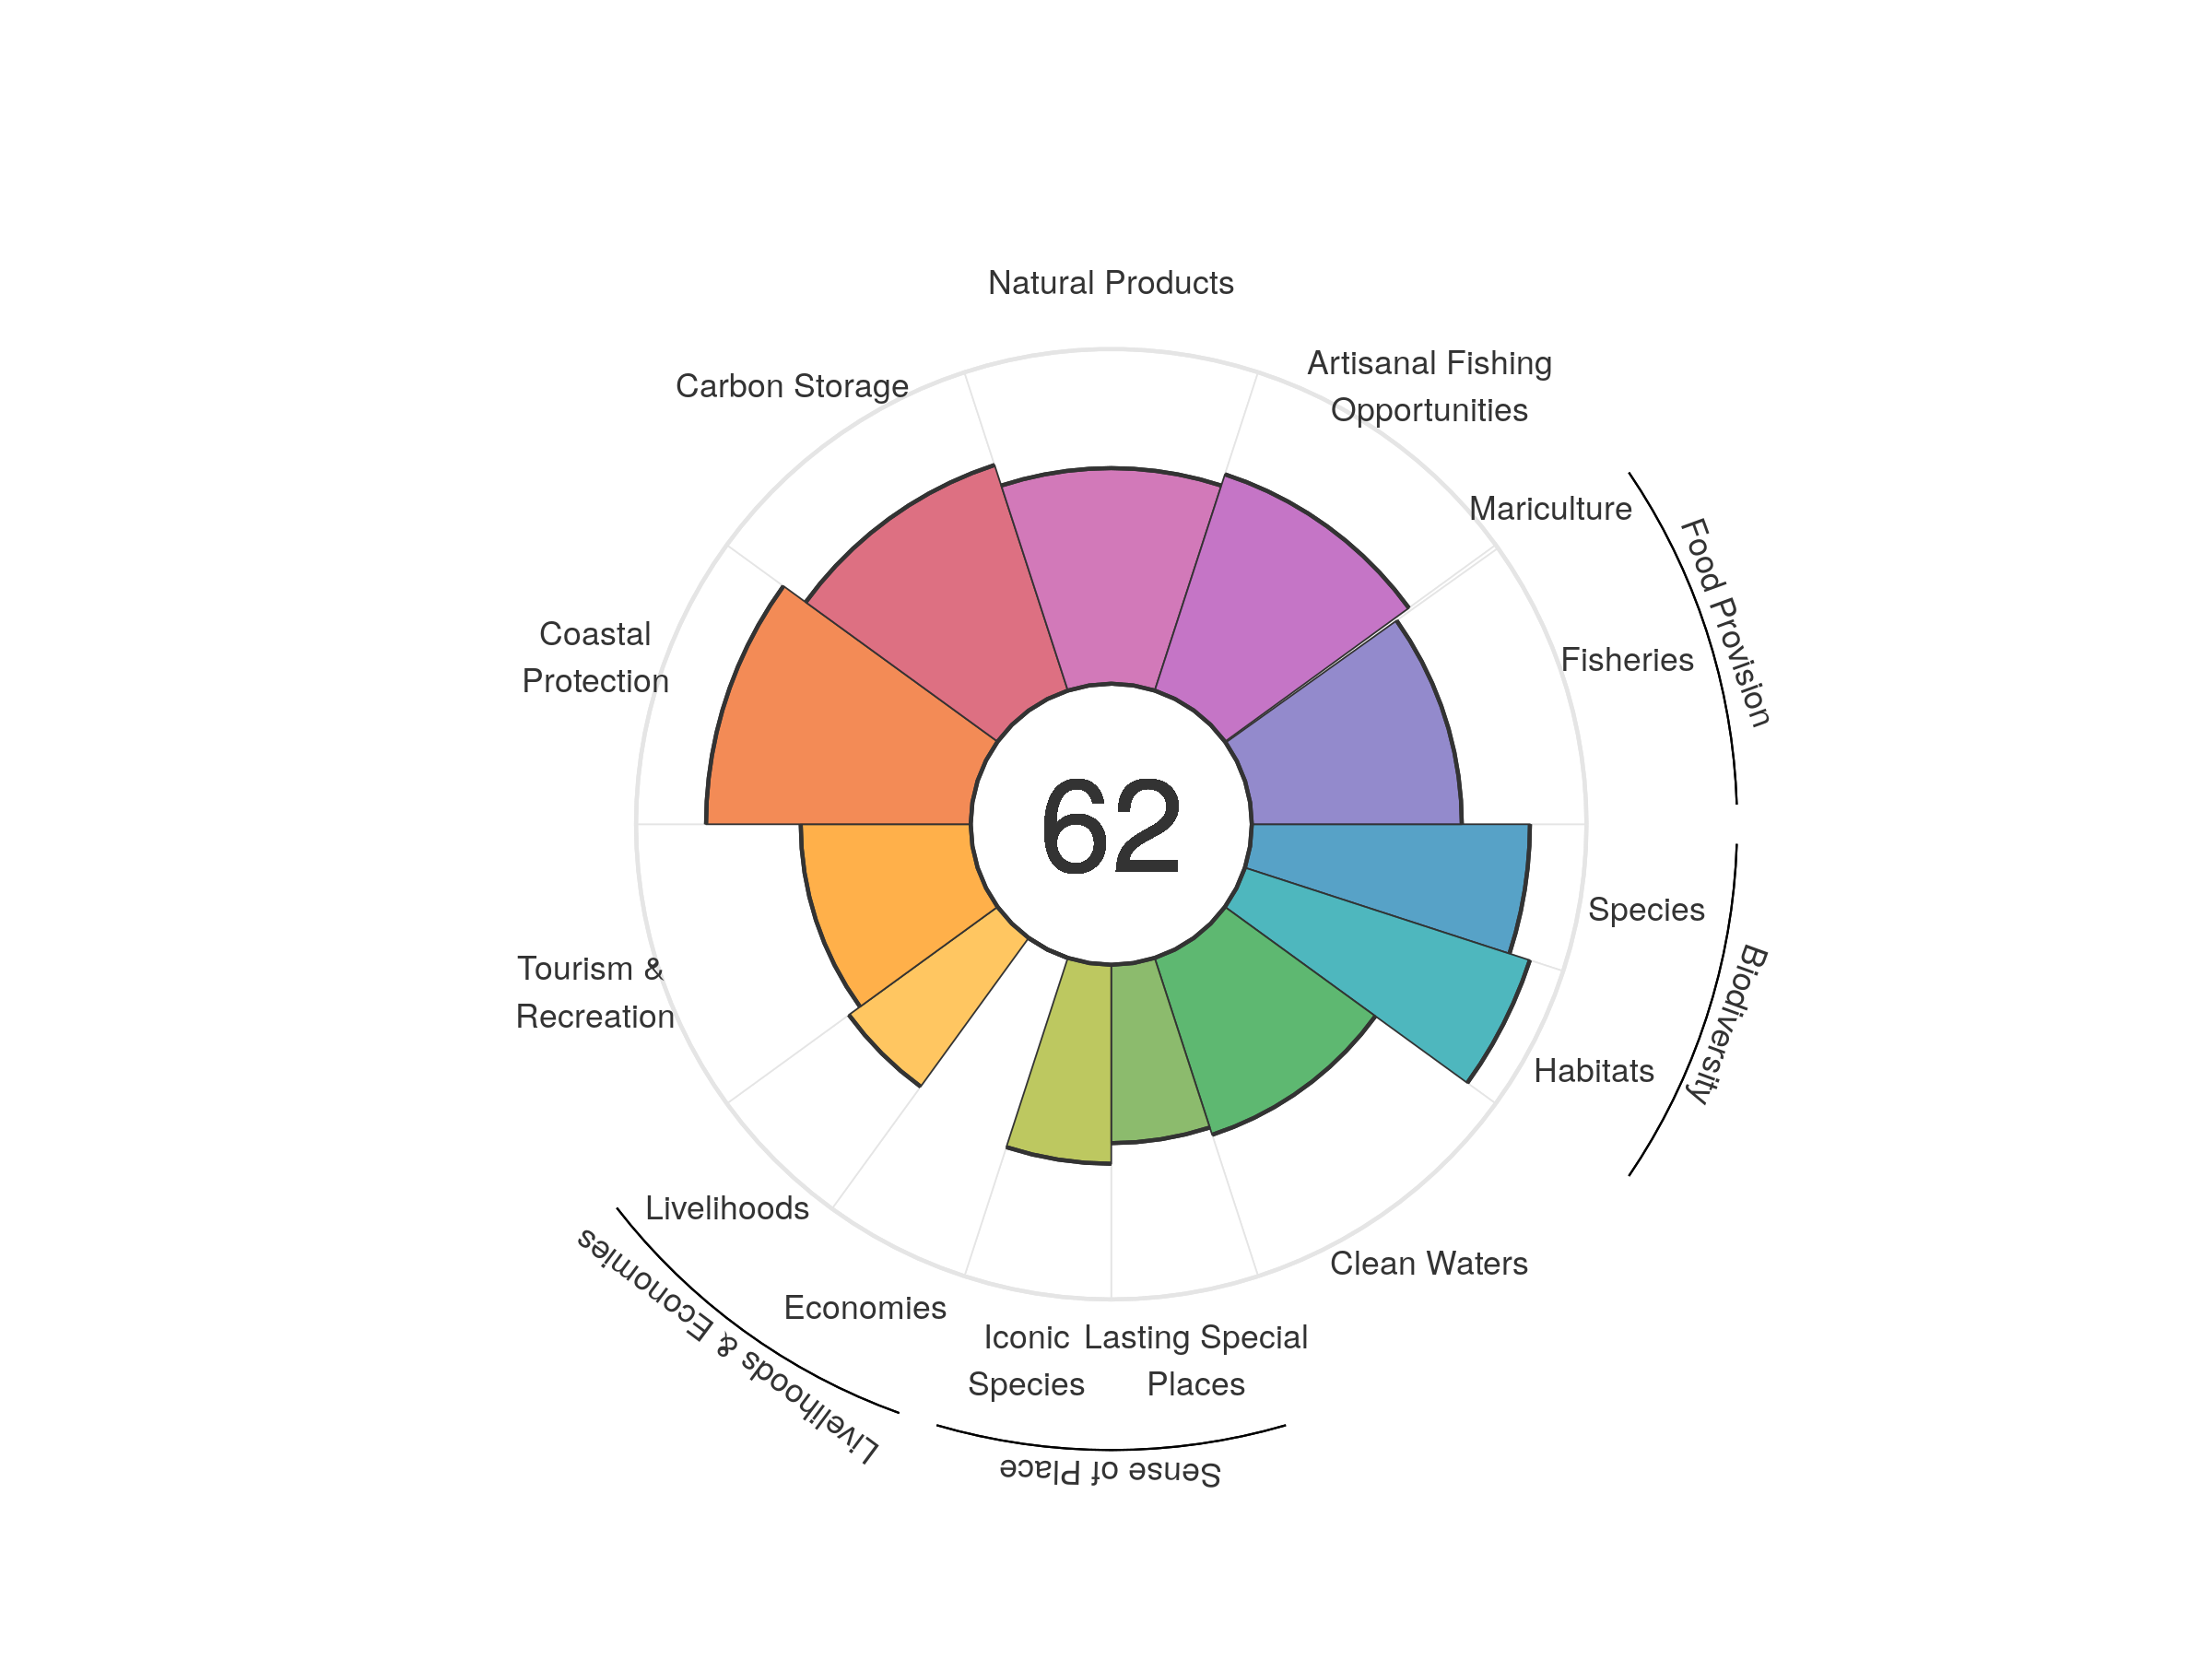 Natural Products
Artisanal Fishing
Opportunities
Carbon Storage
Mariculture
Food Provision
Coastal
Protection
Fisheries
62
Species
Biodiversity
Tourism &
Recreation
Habitats
Livelihoods
Livelihoods & Economies
Clean Waters
Economies
Iconic
Species
Lasting Special
Places
Sense of Place